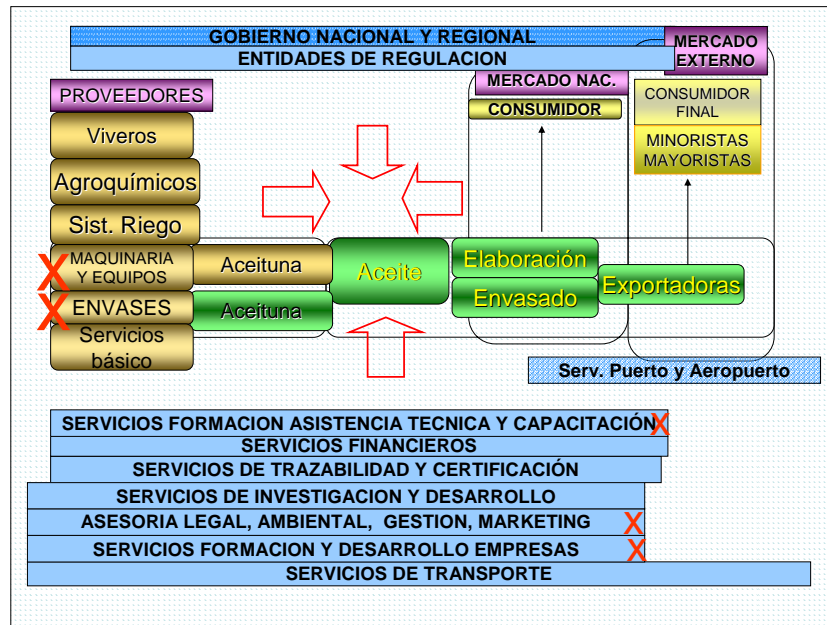 GOBIERNO NACIONAL Y REGIONAL
ENTIDADES DE REGULACION
MERCADO
EXTERNO
MERCADO NAC.
CONSUMIDOR
CONSUMIDOR
FINAL
MINORISTAS
MAYORISTAS
PROVEEDORES
Viveros
Agroquímicos
Sist. Riego
X MAQUINARIA
Y EQUIPOS
X ENVASES
Servicios
básico
Aceituna
Aceituna
Aceite
Elaboración
Envasado
Exportadoras
Serv. Puerto y Aeropuerto
SERVICIOS FORMACION ASISTENCIA TECNICA Y CAPACITACIÓN X
SERVICIOS FINANCIEROS
SERVICIOS DE TRAZABILIDAD Y CERTIFICACIÓN
SERVICIOS DE INVESTIGACION Y DESARROLLO
ASESORIA LEGAL, AMBIENTAL, GESTION, MARKETING X
SERVICIOS FORMACION Y DESARROLLO EMPRESAS X
SERVICIOS DE TRANSPORTE